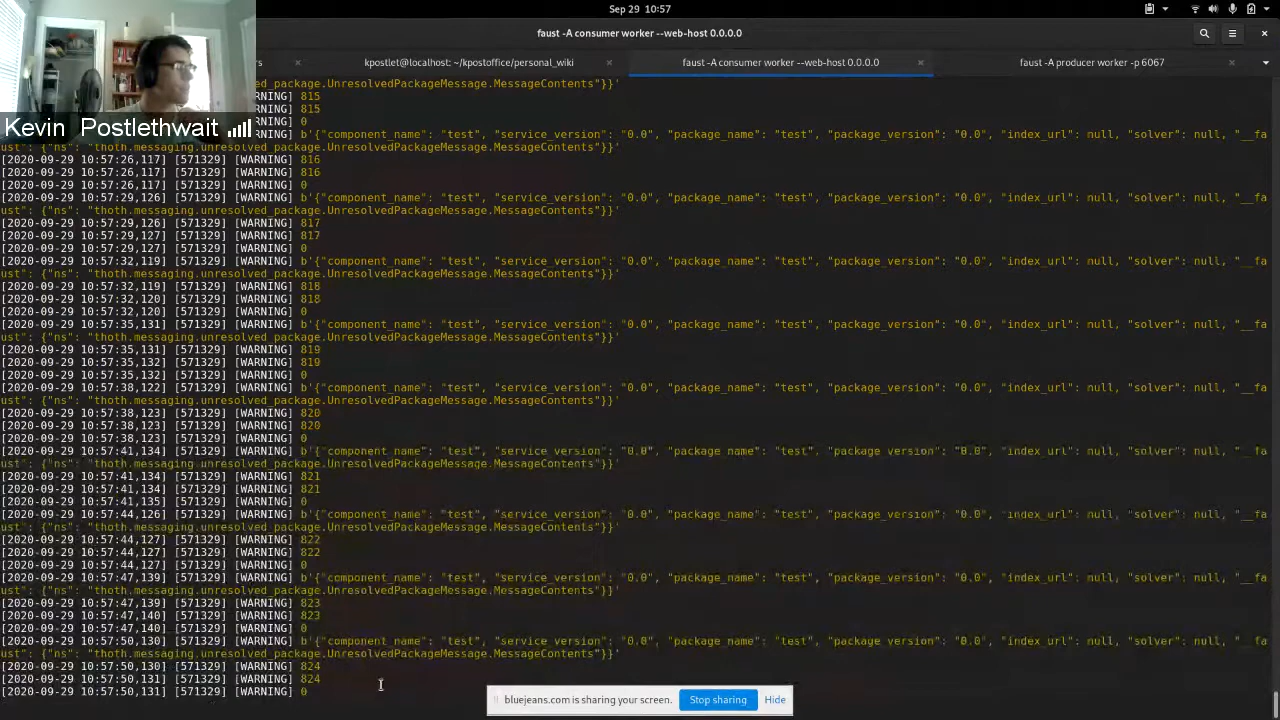 Sep 29 10:57
faust -A consumer worker --web-host 0.0.0.0
rs
kpostlet@localhost: ~/kpostoffice/personal_wiki
faust -A consumer worker --web-host 0.0.0.0
faust -A producer worker -p 6067
ed_package.UnresolvedPackageMessage.MessageContents"}}'
RNING] 815
RNING] 815
Kevin Postlethwait
RNING] 0
RNING] b'{"component_name": "test", "service_version": "0.0", "package_name": "test", "package_version": "0.0", "index_url": null, "solver": null, "__fa
ust": {"ns": "thoth.messaging.unresolved_package.UnresolvedPackageMessage.MessageContents"}}'
[2020-09-29 10:57:26,117] [571329] [WARNING] 816
[2020-09-29 10:57:26,117] [571329] [WARNING] 816
[2020-09-29 10:57:26,117] [571329] [WARNING] 0
[2020-09-29 10:57:29,126] [571329] [WARNING] b'{"component_name": "test", "service_version": "0.0", "package_name": "test", "package_version": "0.0", "index_url": null, "solver": null, "__fa
ust": {"ns": "thoth.messaging.unresolved_package.UnresolvedPackageMessage.MessageContents"}}'
[2020-09-29 10:57:29,126] [571329] [WARNING] 817
[2020-09-29 10:57:29,127] [571329] [WARNING] 817
[2020-09-29 10:57:29,127] [571329] [WARNING] 0
[2020-09-29 10:57:32,119] [571329] [WARNING] b'{"component_name": "test", "service_version": "0.0", "package_name": "test", "package_version": "0.0", "index_url": null, "solver": null, "__fa
ust": {"ns": "thoth.messaging.unresolved_package.UnresolvedPackageMessage.MessageContents"}}'
[2020-09-29 10:57:32,119] [571329] [WARNING] 818
[2020-09-29 10:57:32,120] [571329] [WARNING] 818
[2020-09-29 10:57:32,120] [571329] [WARNING] 0
[2020-09-29 10:57:35,131] [571329] [WARNING] b'{"component_name": "test", "service_version": "0.0", "package_name": "test", "package_version": "0.0", "index_url": null, "solver": null, "__fa
ust": {"ns": "thoth.messaging.unresolved_package.UnresolvedPackageMessage.MessageContents"}}'
[2020-09-29 10:57:35,131] [571329] [WARNING] 819
[2020-09-29 10:57:35,132] [571329] [WARNING] 819
[2020-09-29 10:57:35,132] [571329] [WARNING] 0
[2020-09-29 10:57:38,122] [571329] [WARNING] b'{"component_name": "test", "service_version": "0.0", "package_name": "test", "package_version": "0.0", "index_url": null, "solver": null, "__fa
ust": {"ns": "thoth.messaging.unresolved_package.UnresolvedPackageMessage.MessageContents"}}'
[2020-09-29 10:57:38,123] [571329] [WARNING] 820
[2020-09-29 10:57:38,123] [571329] [WARNING] 820
[2020-09-29 10:57:38,123] [571329] [WARNING] 0
[2020-09-29 10:57:41,134] [571329] [WARNING] b'{"component_name": "test", "service_version": "0.0", "package_name": "test", "package_version": "0.0", "index_url": null, "solver": null, "__fa
ust": {"ns": "thoth.messaging.unresolved_package.UnresolvedPackageMessage.MessageContents"}}'
[2020-09-29 10:57:41,134] [571329] [WARNING] 821
[2020-09-29 10:57:41,134] [571329] [WARNING] 821
[2020-09-29 10:57:41,135] [571329] [WARNING] 0
[2020-09-29 10:57:44,126] [571329] [WARNING] b'{"component_name": "test", "service_version": "0.0", "package_name": "test", "package_version": "0.0", "index_url": null, "solver": null, "__fa
ust": {"ns": "thoth.messaging.unresolved_package.UnresolvedPackageMessage.MessageContents"}}'
[2020-09-29 10:57:44,127] [571329] [WARNING] 822
[2020-09-29 10:57:44,127] [571329] [WARNING] 822
[2020-09-29 10:57:44,127] [571329] [WARNING] 0
[2020-09-29 10:57:47,139] [571329] [WARNING] b'{"component_name": "test", "service_version": "0.0", "package_name": "test", "package_version": "0.0", "index_url": null, "solver": null, "__fa
ust": {"ns": "thoth.messaging.unresolved_package.UnresolvedPackageMessage.MessageContents"}}'
[2020-09-29 10:57:47,139] [571329] [WARNING] 823
[2020-09-29 10:57:47,140] [571329] [WARNING] 823
[2020-09-29 10:57:47,140] [571329] [WARNING] 0
[2020-09-29 10:57:50,130] [571329] [WARNING] b'{"component_name": "test", "service_version": "0.0", "package_name": "test", "package_version": "0.0", "index_url": null, "solver": null, "__fa
ust": {"ns": "thoth.messaging.unresolved_package.UnresolvedPackageMessage.MessageContents"}}'
[2020-09-29 10:57:50,130] [571329] [WARNING] 824
[2020-09-29 10:57:50,131] [571329] [WARNING] 824
[2020-09-29 10:57:50,131] [571329] [WARNING] 0
bluejeans.com is sharing your screen.
Stop sharing
Hide